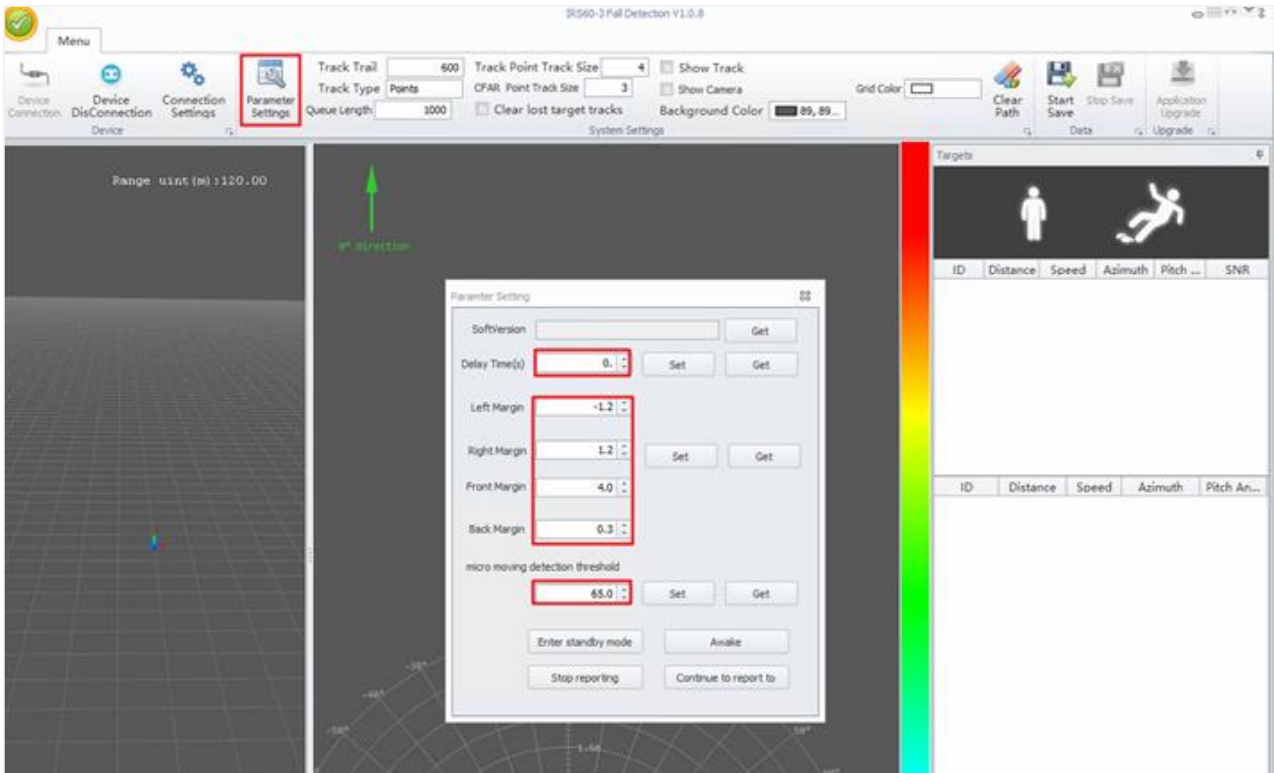 IRS60-3 Fall Detection V1.0.8
Menu
Track Trail 600 Track Point Track Size 4 Show Track
Track Type Points CFAR Point Track Size 3 Show Camera Grid Color
Queue Length 1000 Clear lost target tracks Background Color 89, 89...
Device Connection
Device DisConnection
Connection Settings
Parameter Settings
Clear Path
Start Save
Stop Save
Application Upgrade
Device System Settings Data Upgrade
Range uint(m):120.00
0° Direction
Targets
ID Distance Speed Azimuth Pitch ... SNR
Paramter Setting
SoftVersion Get
Delay Time(s) 0. Set Get
Left Margin -1.2
Right Margin 1.2 Set Get
Front Margin 4.0
Back Margin 0.3
micro moving detection threshold
65.0 Set Get
Enter standby mode Awake
Stop reporting Continue to report to
ID Distance Speed Azimuth Pitch An...